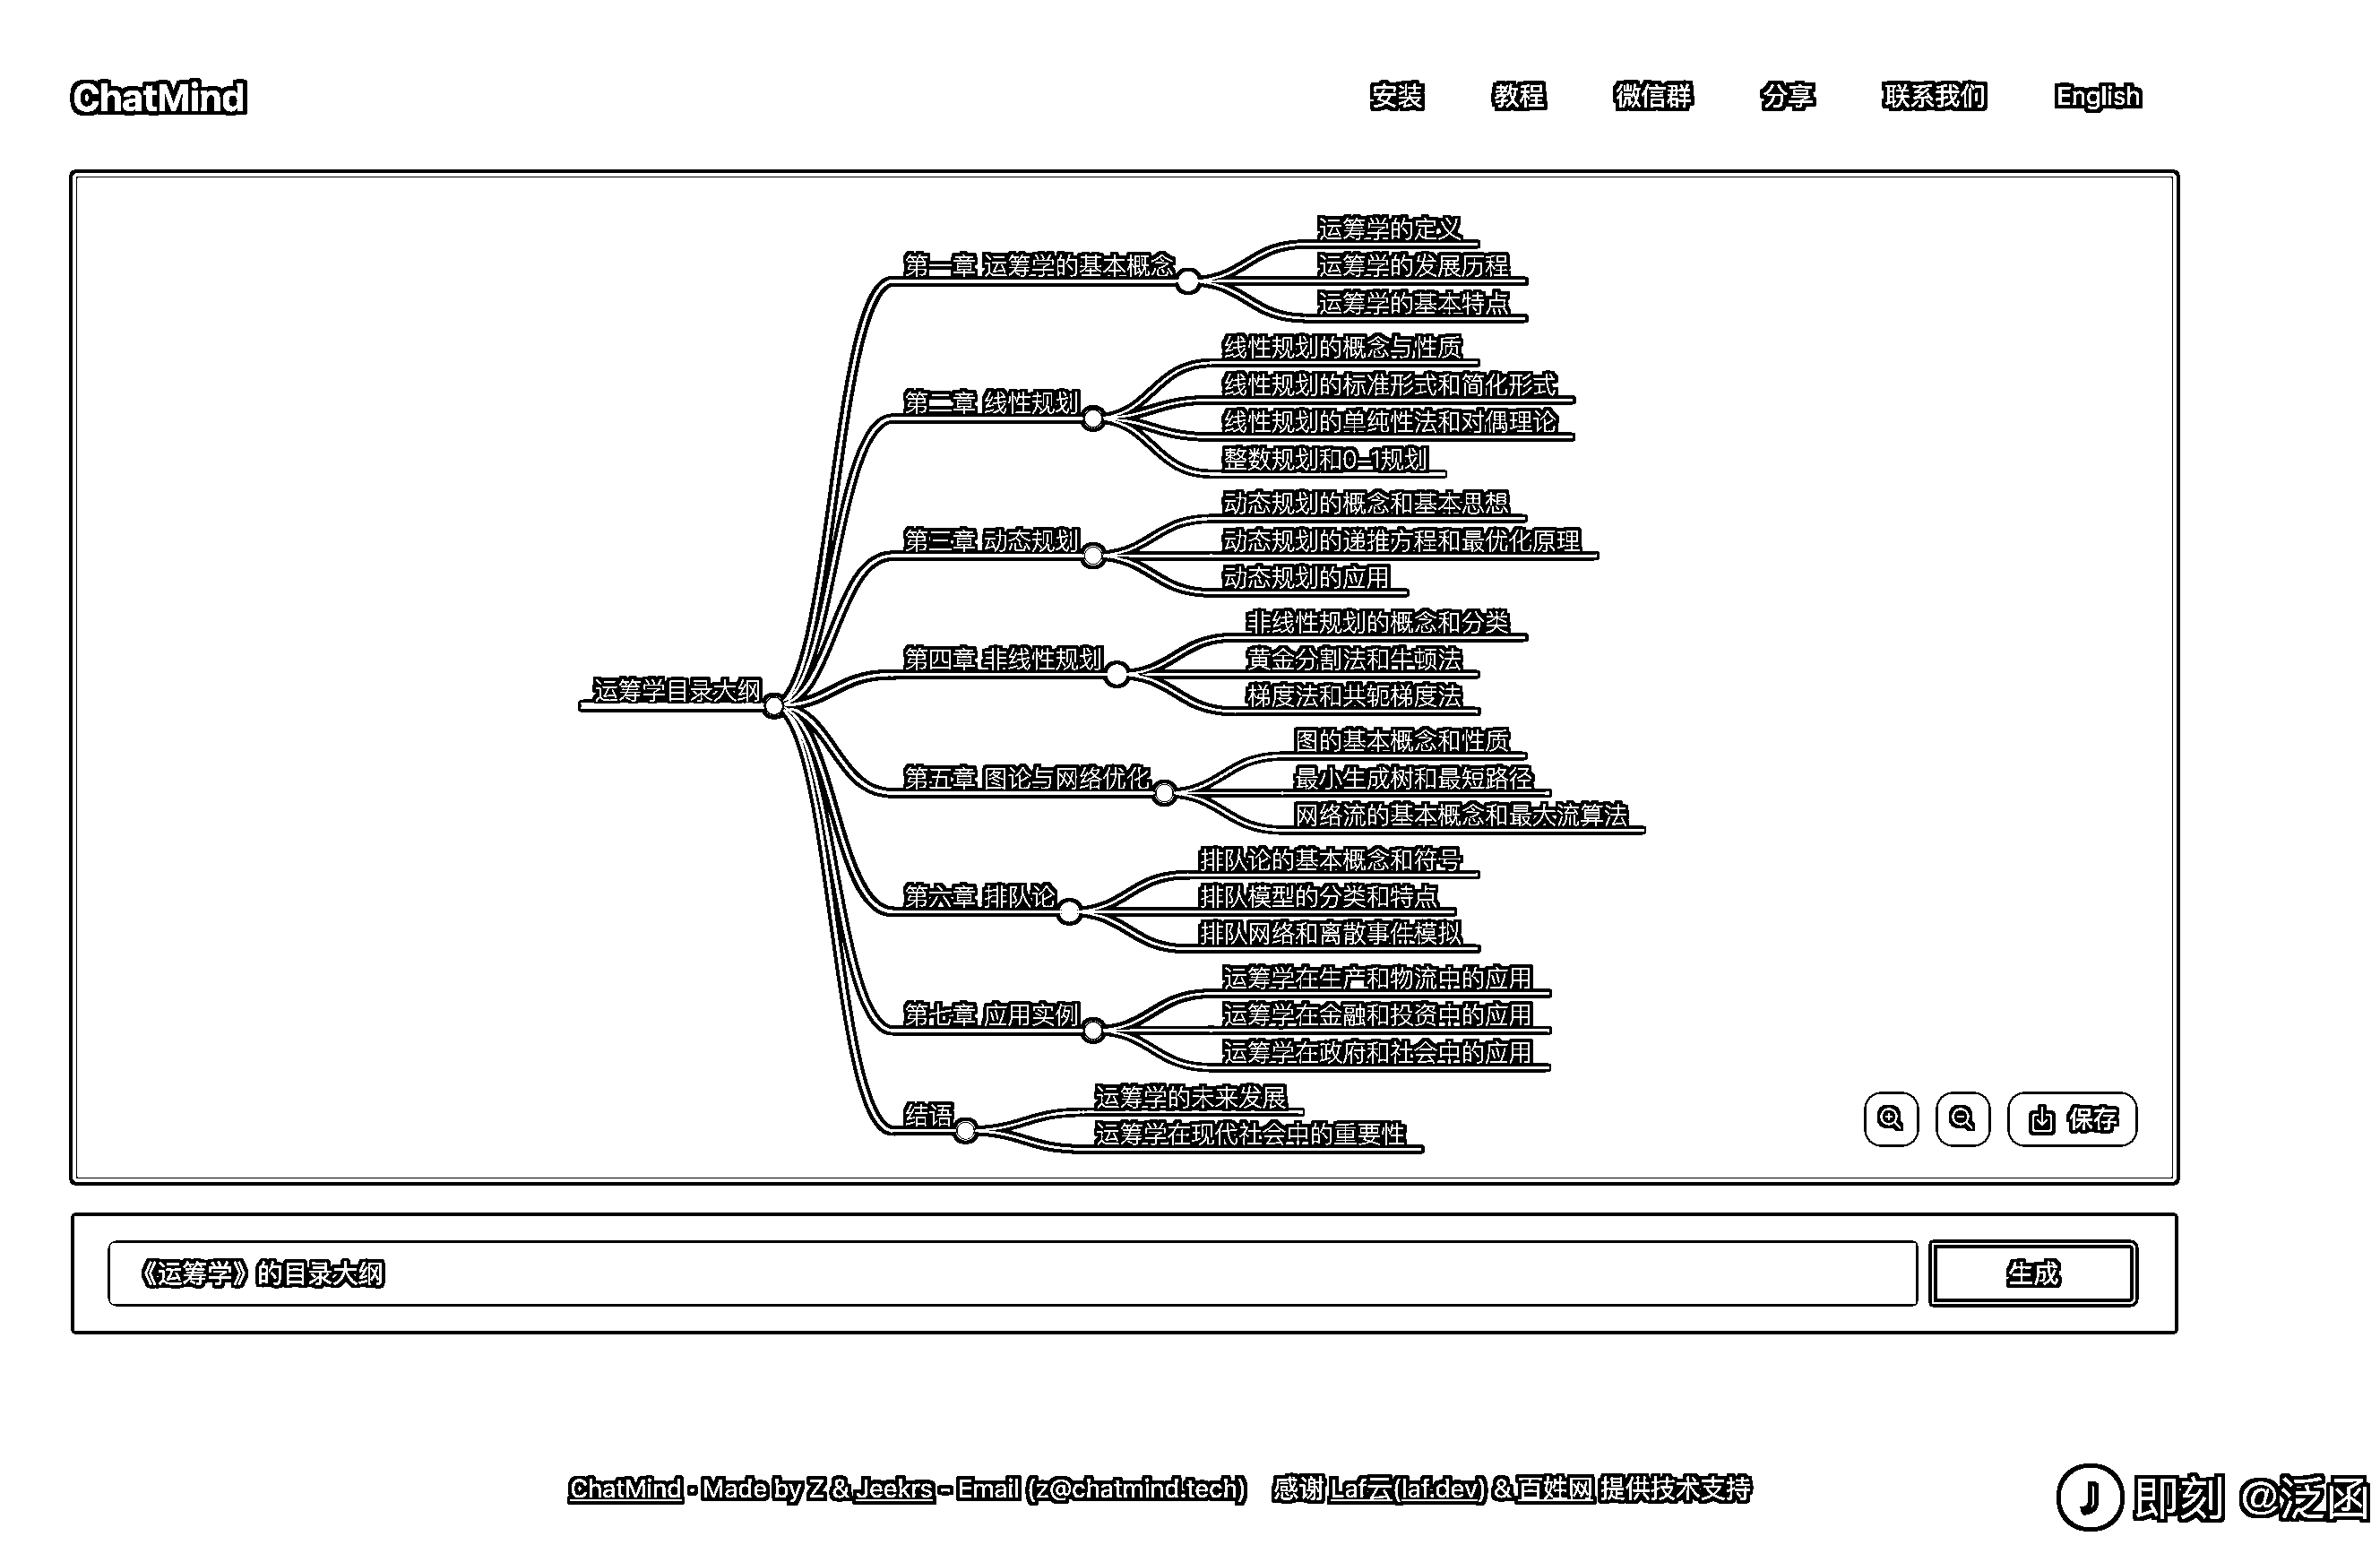 ChatMind
安装 教程 微信群 分享 联系我们 English
运筹学目录大纲
第一章 运筹学的基本概念
运筹学的定义
运筹学的发展历程
运筹学的基本特点
第二章 线性规划
线性规划的概念与性质
线性规划的标准形式和简化形式
线性规划的单纯性法和对偶理论
整数规划和0-1规划
第三章 动态规划
动态规划的概念和基本思想
动态规划的递推方程和最优化原理
动态规划的应用
第四章 非线性规划
非线性规划的概念和分类
黄金分割法和牛顿法
梯度法和共轭梯度法
第五章 图论与网络优化
图的基本概念和性质
最小生成树和最短路径
网络流的基本概念和最大流算法
第六章 排队论
排队论的基本概念和符号
排队模型的分类和特点
排队网络和离散事件模拟
第七章 应用实例
运筹学在生产和物流中的应用
运筹学在金融和投资中的应用
运筹学在政府和社会中的应用
结语
运筹学的未来发展
运筹学在现代社会中的重要性
保存
《运筹学》的目录大纲
生成
ChatMind · Made by Z & Jeekrs - Email (z@chatmind.tech) 感谢 Laf云(laf.dev) & 百姓网 提供技术支持
即刻 @泛函